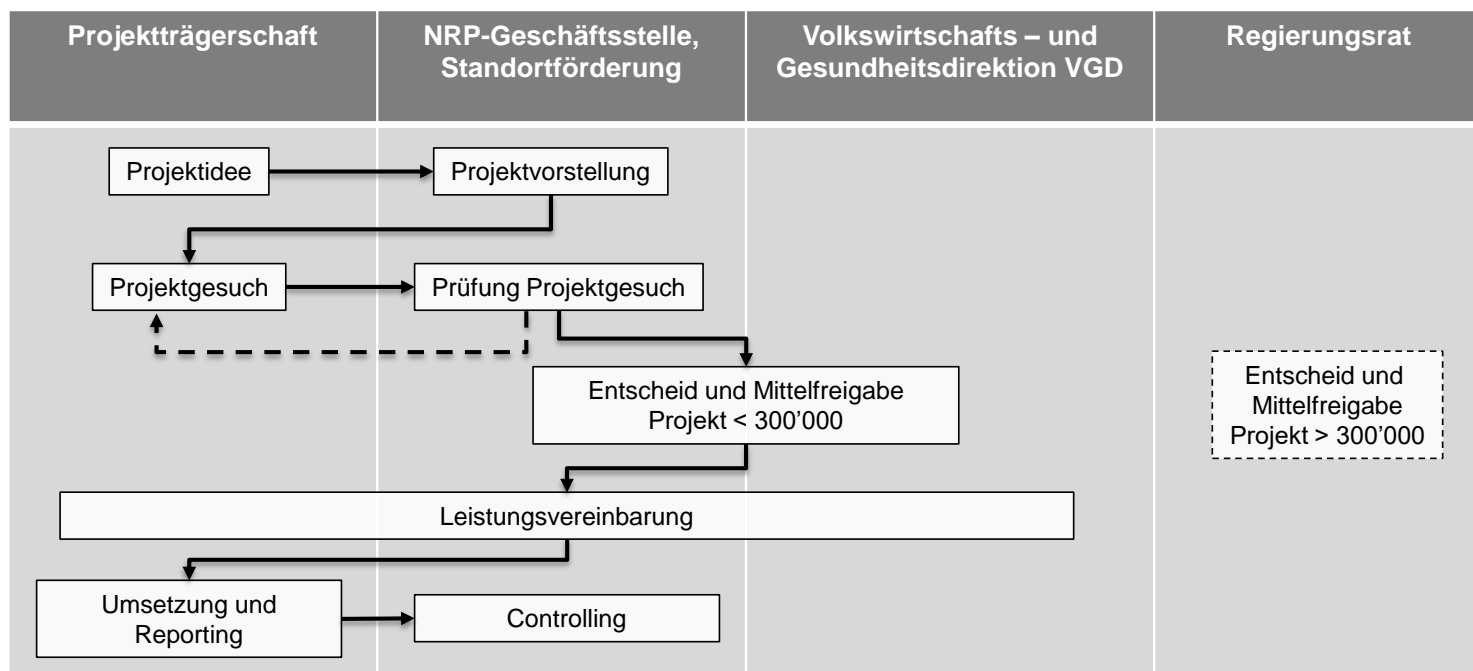 Projektträgerschaft
NRP-Geschäftsstelle,
Standortfördeurng
Volkswirtschafts – und
Gesundheitsdirektion VGD
Regierungsrat
Projektidee
Projektvorstellung
Projektgesuch
Prüfung Projektgesuch
Entscheid und Mittelfreigabe
Projekt < 300’000
Entscheid und
Mittelfreigabe
Projekt > 300’000
Leistungsvereinbarung
Umsetzung und
Reporting
Controlling